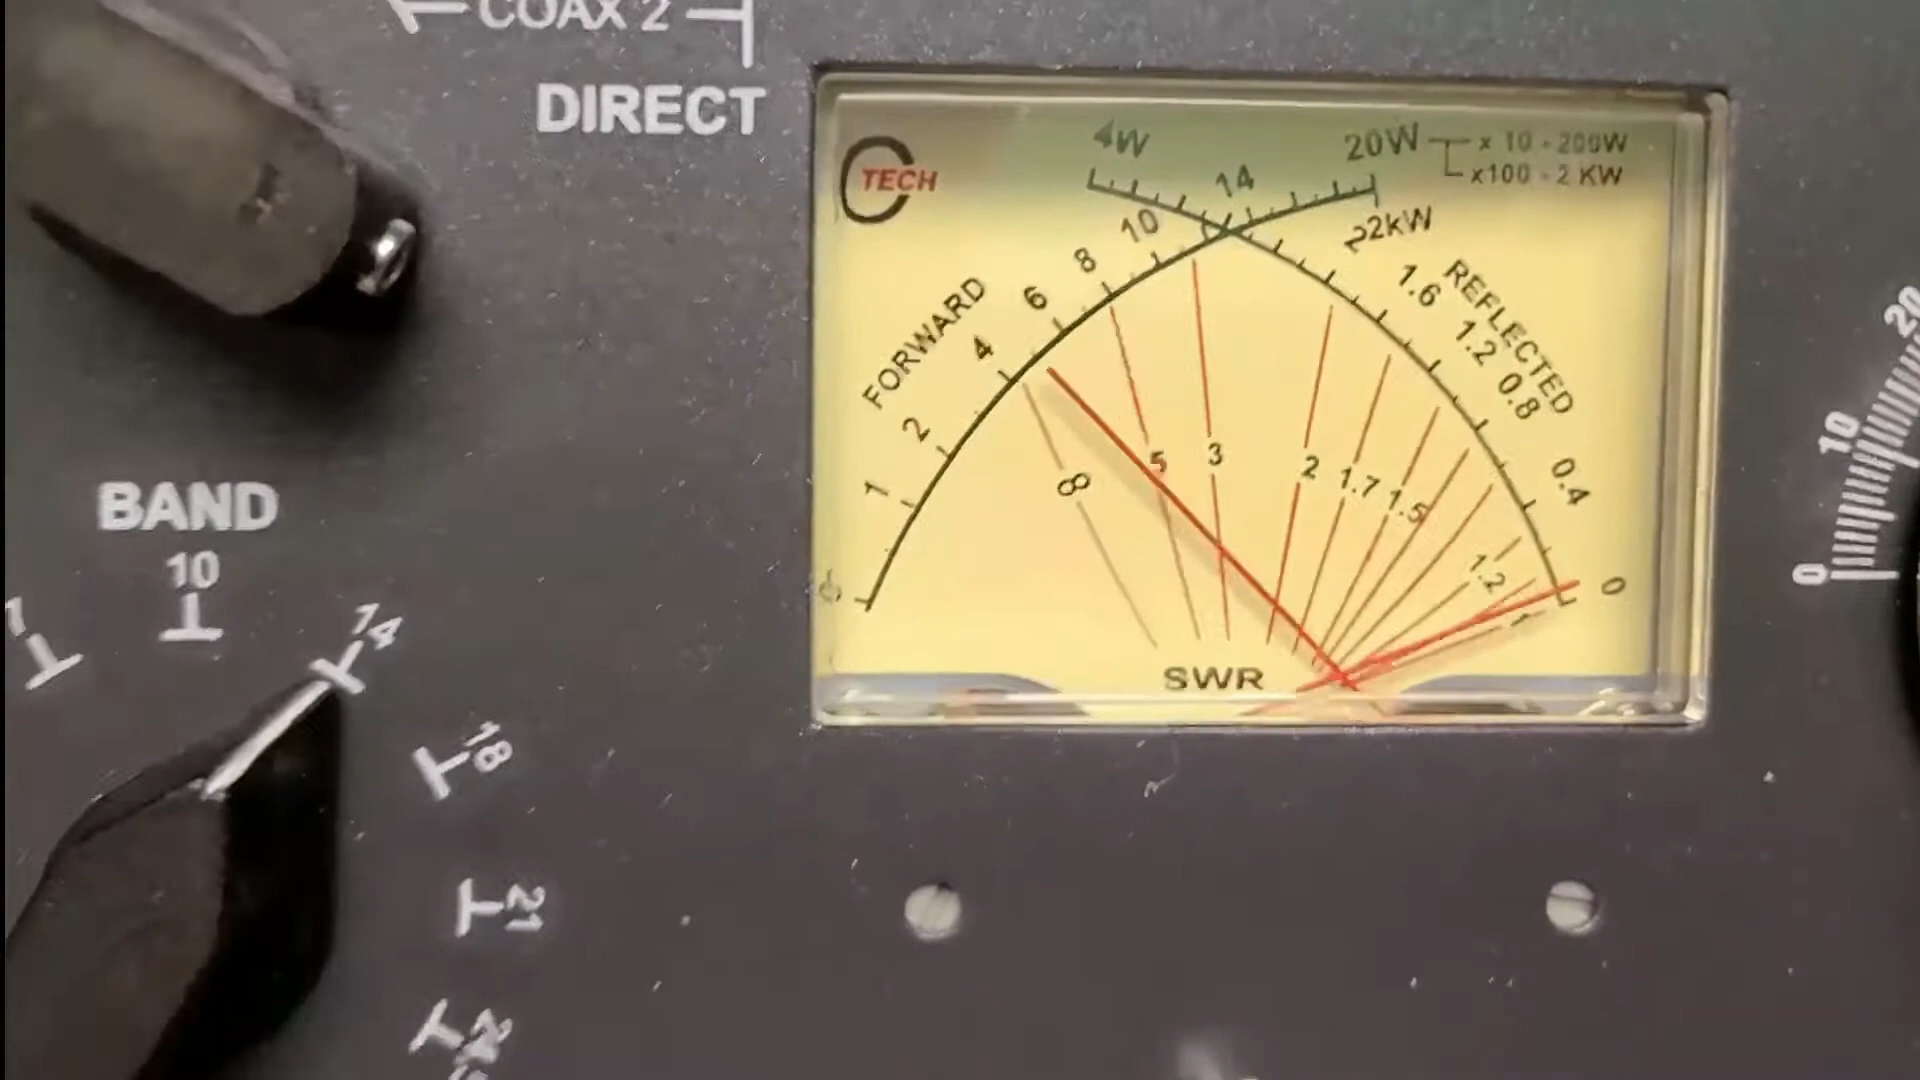 COAX 2
DIRECT
BAND
10
14
18
21
TECH
4W
20W
x 10 - 200W
x100 - 2 KW
14
10
8
6
4
2
1
FORWARD
22kW
1.6
1.2
0.8
0.4
0
REFLECTED
∞
5
3
2
1.7
1.5
1.2
1
SWR
20
10
0